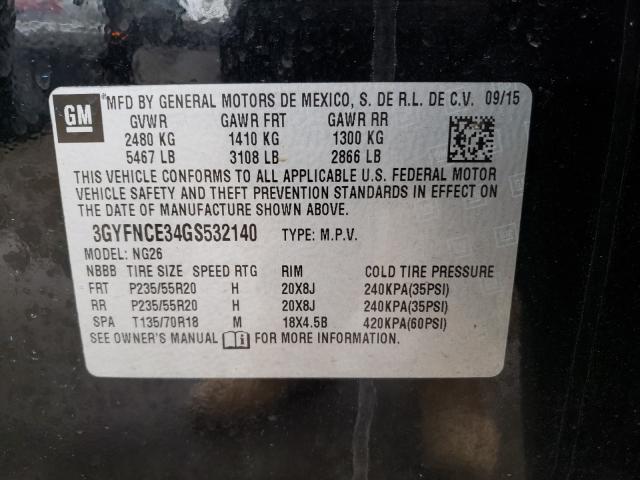 GM
*MFD BY GENERAL MOTORS DE MEXICO, S. DE R.L. DE C.V. 09/15
GVWR GAWR FRT GAWR RR
2480 KG 1410 KG 1300 KG
5467 LB 3108 LB 2866 LB
THIS VEHICLE CONFORMS TO ALL APPLICABLE U.S. FEDERAL MOTOR
VEHICLE SAFETY AND THEFT PREVENTION STANDARDS IN EFFECT ON
THE DATE OF MANUFACTURE SHOWN ABOVE.
3GYFNCE34GS532140 TYPE: M.P.V.
MODEL: NG26
NBBB TIRE SIZE SPEED RTG RIM COLD TIRE PRESSURE
FRT P235/55R20 H 20X8J 240KPA(35PSI)
RR P235/55R20 H 20X8J 240KPA(35PSI)
SPA T135/70R18 M 18X4.5B 420KPA(60PSI)
SEE OWNER'S MANUAL FOR MORE INFORMATION.